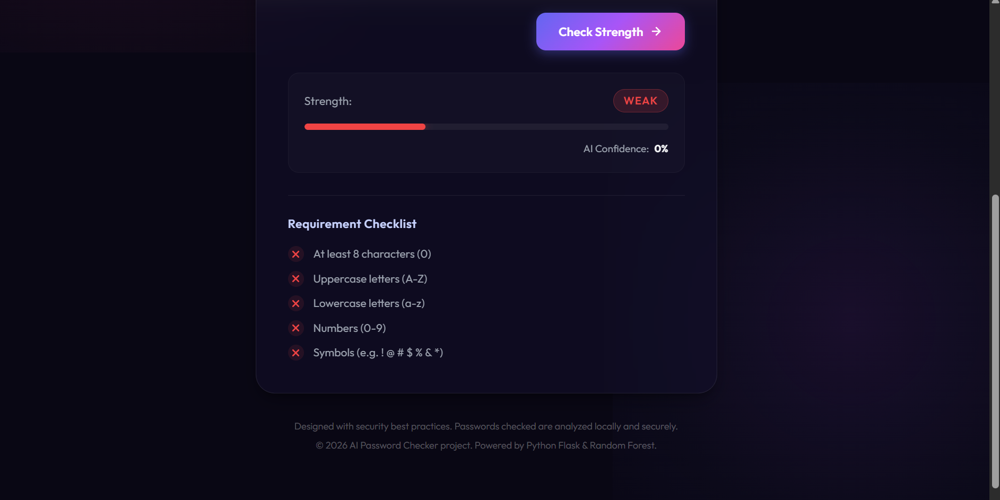 Check Strength →
Strength:
WEAK
AI Confidence: 0%
Requirement Checklist
At least 8 characters (0)
Uppercase letters (A-Z)
Lowercase letters (a-z)
Numbers (0-9)
Symbols (e.g. ! @ # $ % & *)
Designed with security best practices. Passwords checked are analyzed locally and securely.
© 2026 AI Password Checker project. Powered by Python Flask & Random Forest.